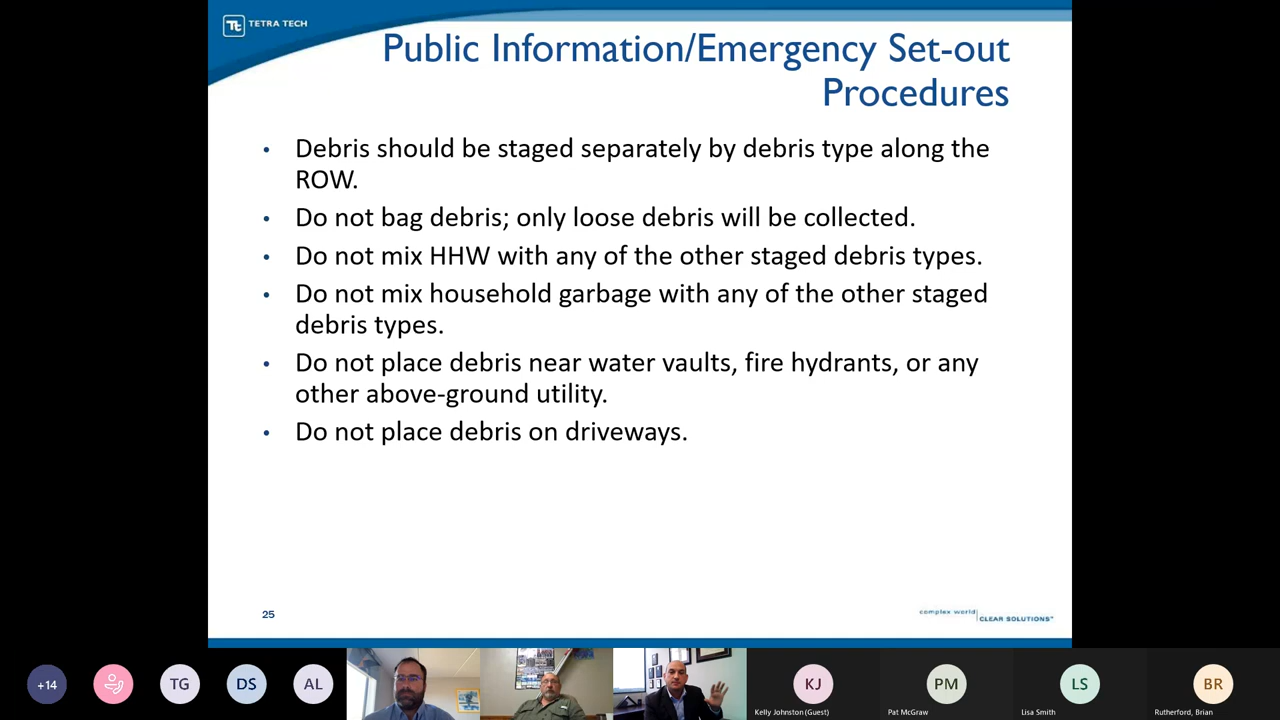 TETRA TECH
Public Information/Emergency Set-out
Procedures
• Debris should be staged separately by debris type along the
ROW.
• Do not bag debris; only loose debris will be collected.
• Do not mix HHW with any of the other staged debris types.
• Do not mix household garbage with any of the other staged
debris types.
• Do not place debris near water vaults, fire hydrants, or any
other above-ground utility.
• Do not place debris on driveways.
25
complex world
CLEAR SOLUTIONS™
+14
TG
DS
AL
KJ
PM
LS
BR
Kelly Johnston (Guest)
Pat McGraw
Lisa Smith
Rutherford, Brian